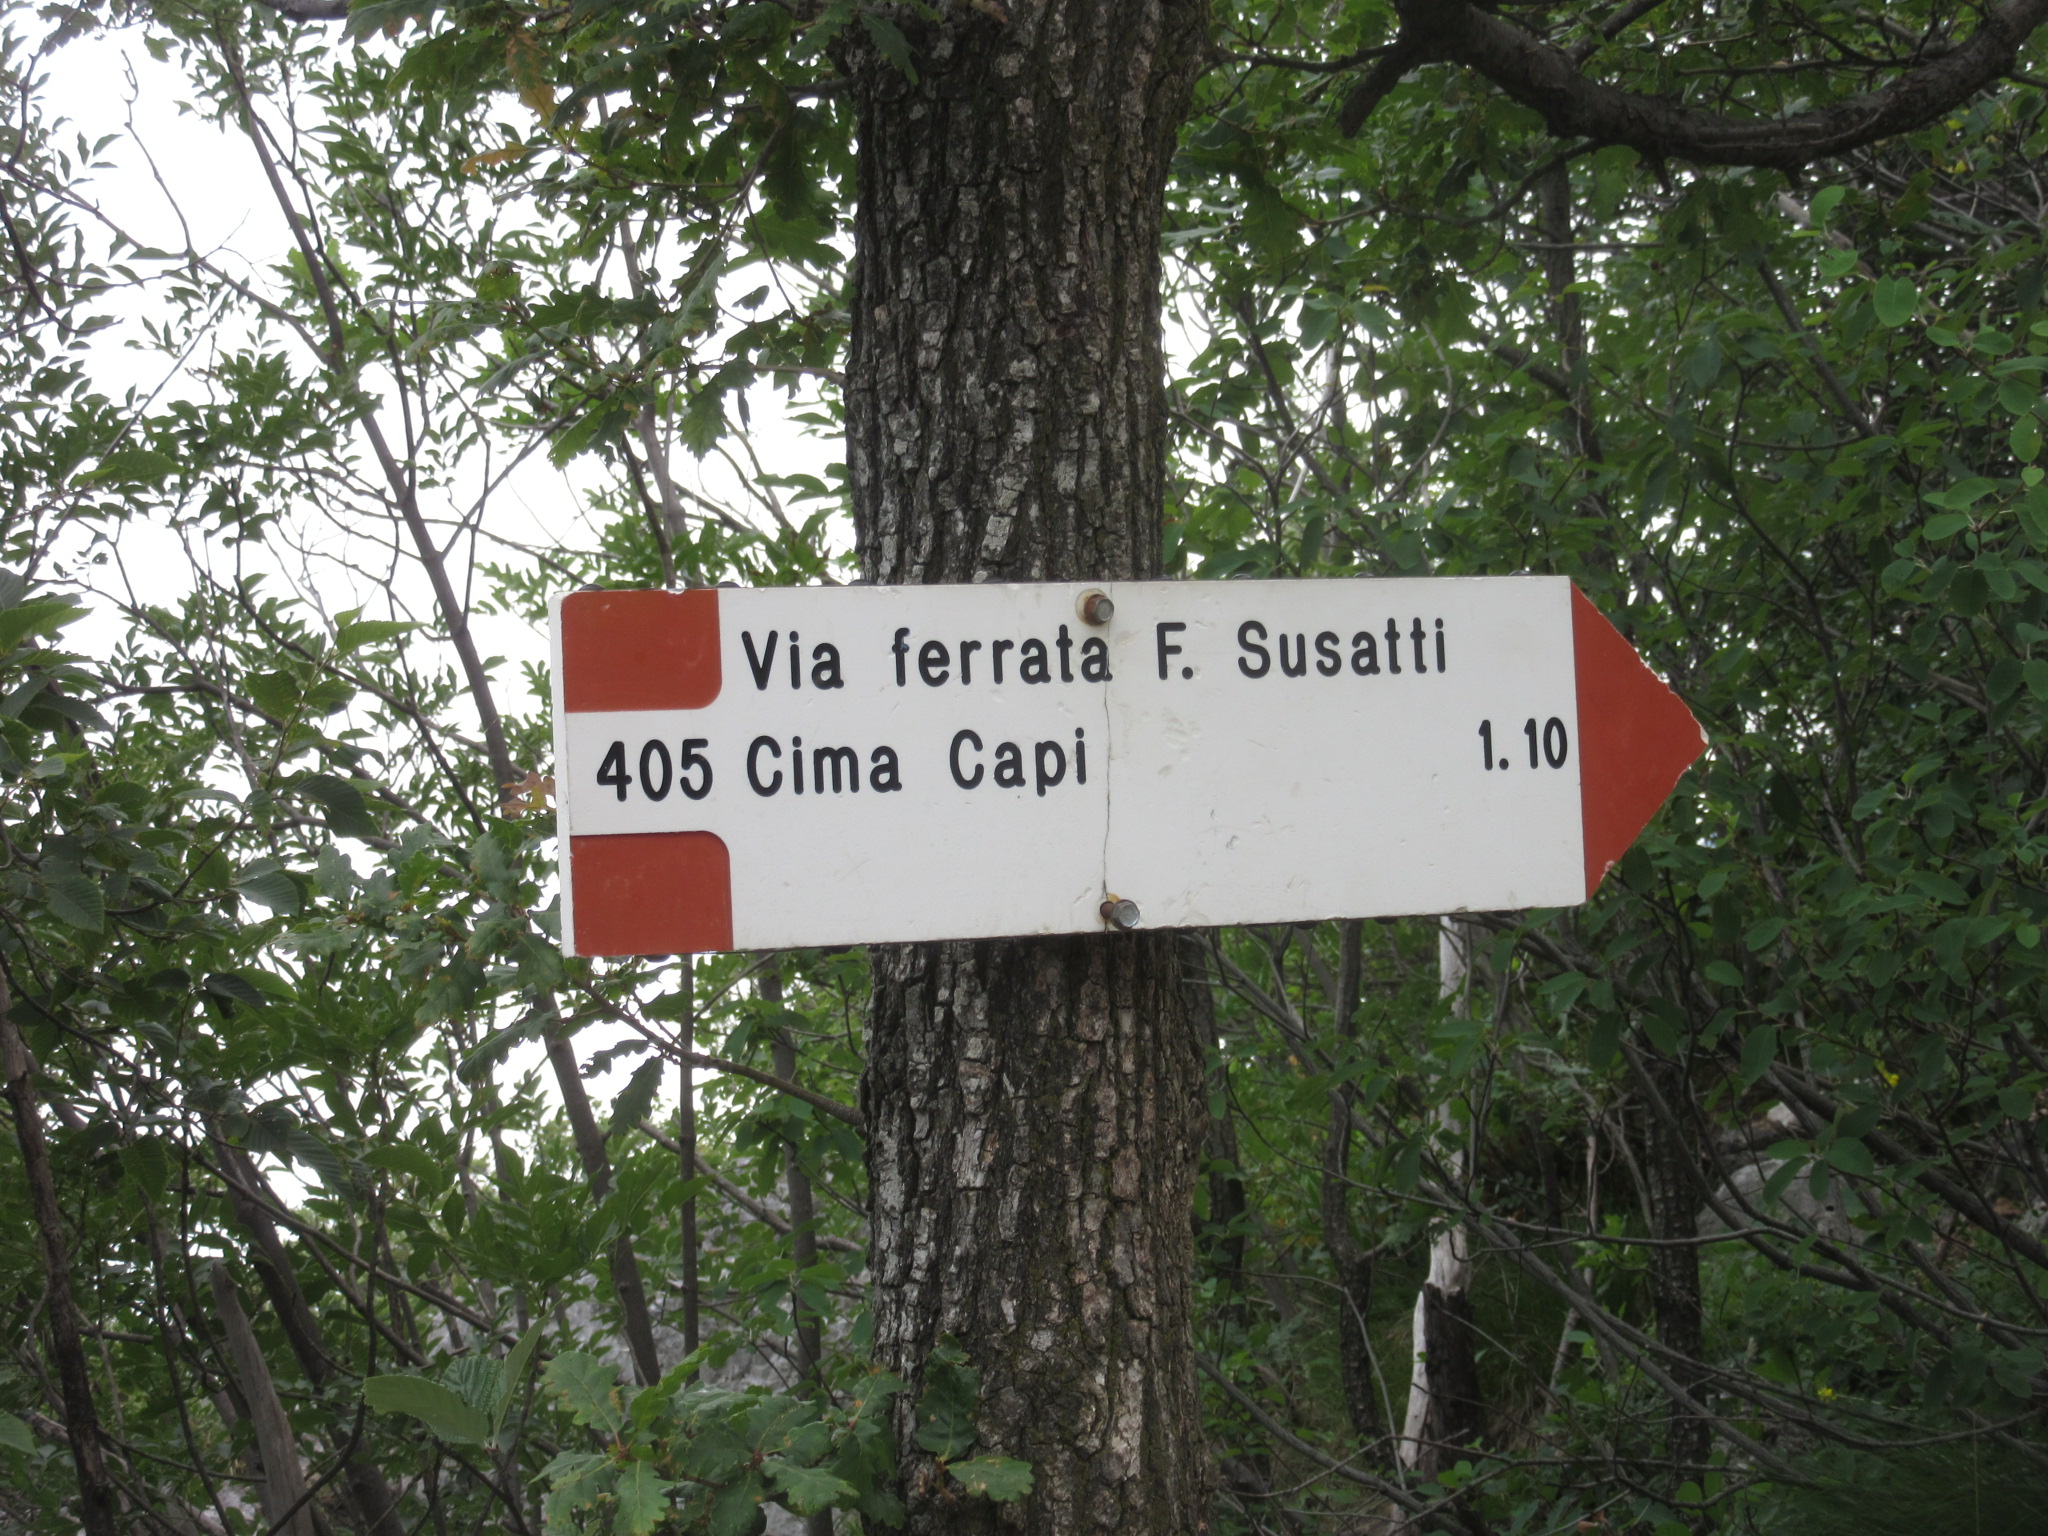 Via ferrata F. Susatti
405 Cima Capi 1.10